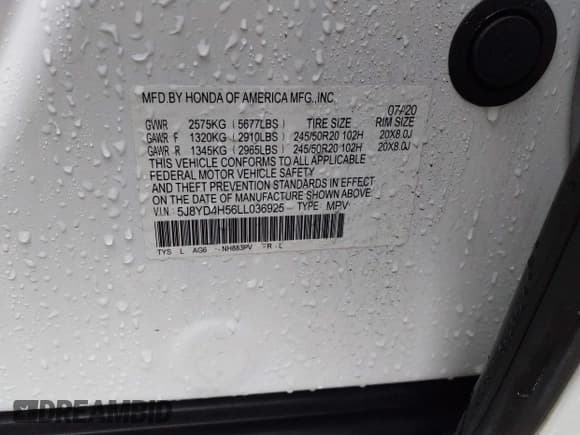 MFD.BY HONDA OF AMERICA MFG.,INC. 07/20
GVWR 2575KG (5677LBS) TIRE SIZE RIM SIZE
GAWR F 1320KG (2910LBS) 245/50R20 102H 20X8.0J
GAWR R 1345KG (2965LBS) 245/50R20 102H 20X8.0J
THIS VEHICLE CONFORMS TO ALL APPLICABLE
FEDERAL MOTOR VEHICLE SAFETY
AND THEFT PREVENTION STANDARDS IN EFFECT
ON THE DATE OF MANUFACTURE SHOWN ABOVE.
V.I.N: 5J8YD4H56LL036925 TYPE MPV
TYS L AG6 NH883PV R L
DREAMBID